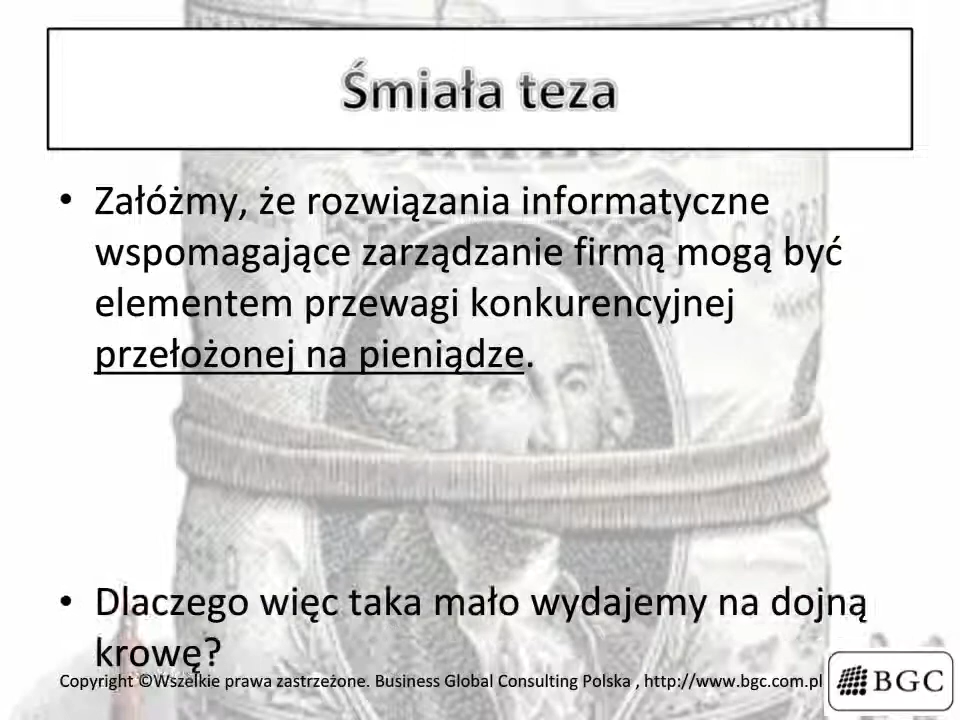 Śmiała teza
• Załóżmy, że rozwiązania informatyczne
wspomagające zarządzanie firmą mogą być
elementem przewagi konkurencyjnej
przełożonej na pieniądze.
• Dlaczego więc taka mało wydajemy na dojną
krowę?
Copyright ©Wszelkie prawa zastrzeżone. Business Global Consulting Polska , http://www.bgc.com.pl
BGC